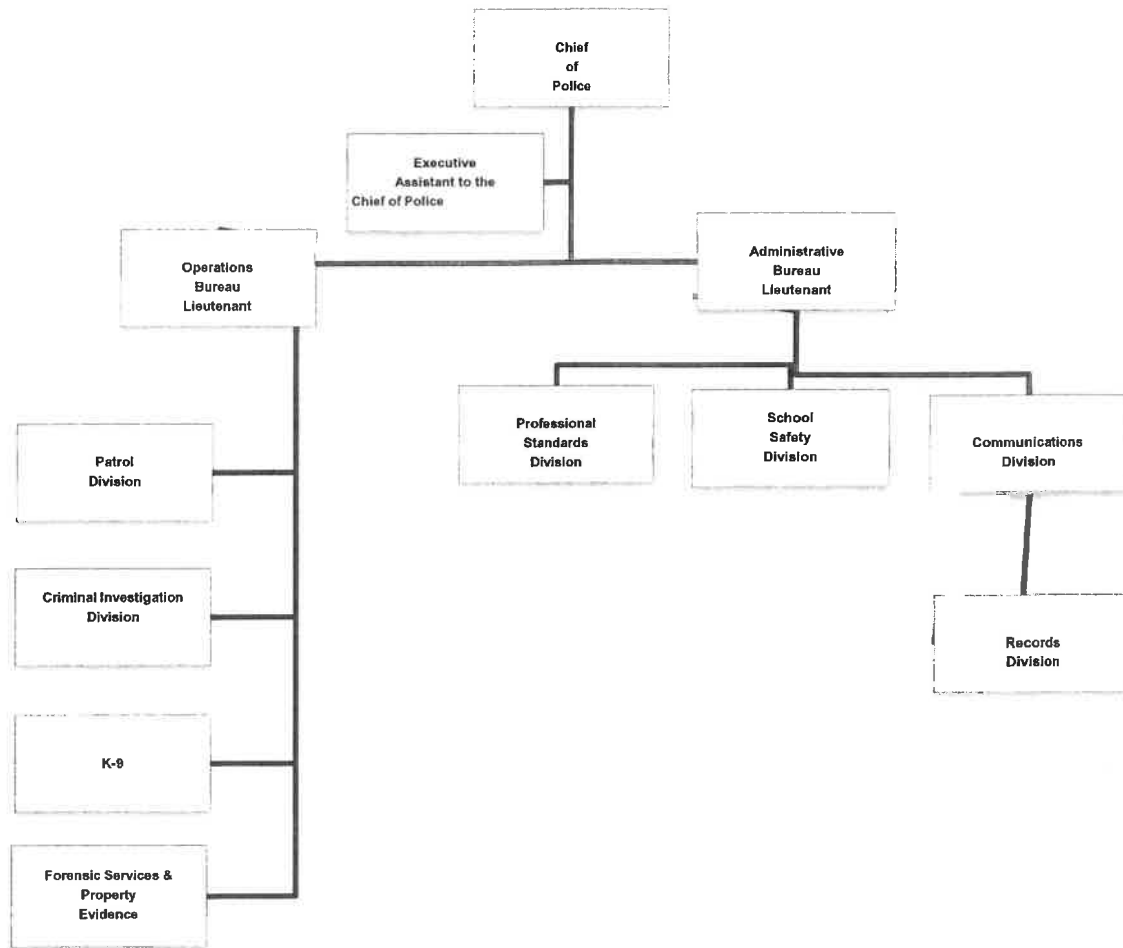 Chief
of
Police
Executive
Assistant to the
Chief of Police
Operations
Bureau
Lieutenant
Administrative
Bureau
Lieutenant
Professional
Standards
Division
School
Safety
Division
Communications
Division
Patrol
Division
Criminal Investigation
Division
Records
Division
K-9
Forensic Services &
Property
Evidence